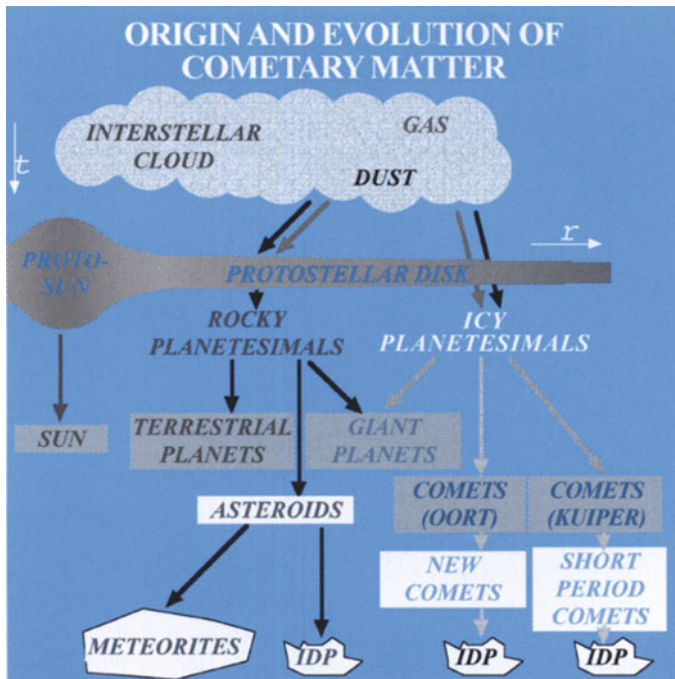 ORIGIN AND EVOLUTION OF
COMETARY MATTER
INTERSTELLAR
CLOUD
GAS
DUST
t
r
PROTO-
SUN
PROTOSTELLAR DISK
ROCKY
PLANETESIMALS
ICY
PLANETESIMALS
SUN
TERRESTRIAL
PLANETS
GIANT
PLANETS
ASTEROIDS
COMETS
(OORT)
COMETS
(KUIPER)
NEW
COMETS
SHORT
PERIOD
COMETS
METEORITES
IDP
IDP
IDP